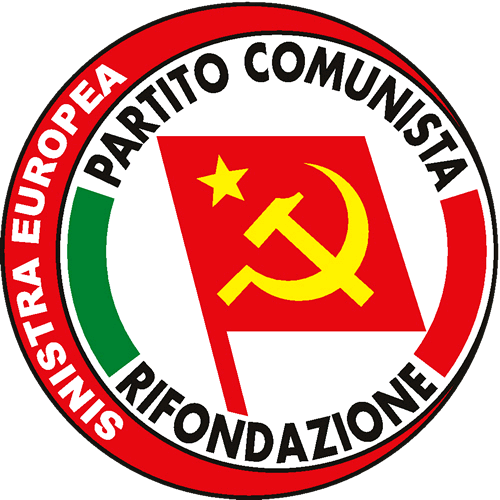 SINISTRA EUROPEA
PARTITO COMUNISTA
RIFONDAZIONE